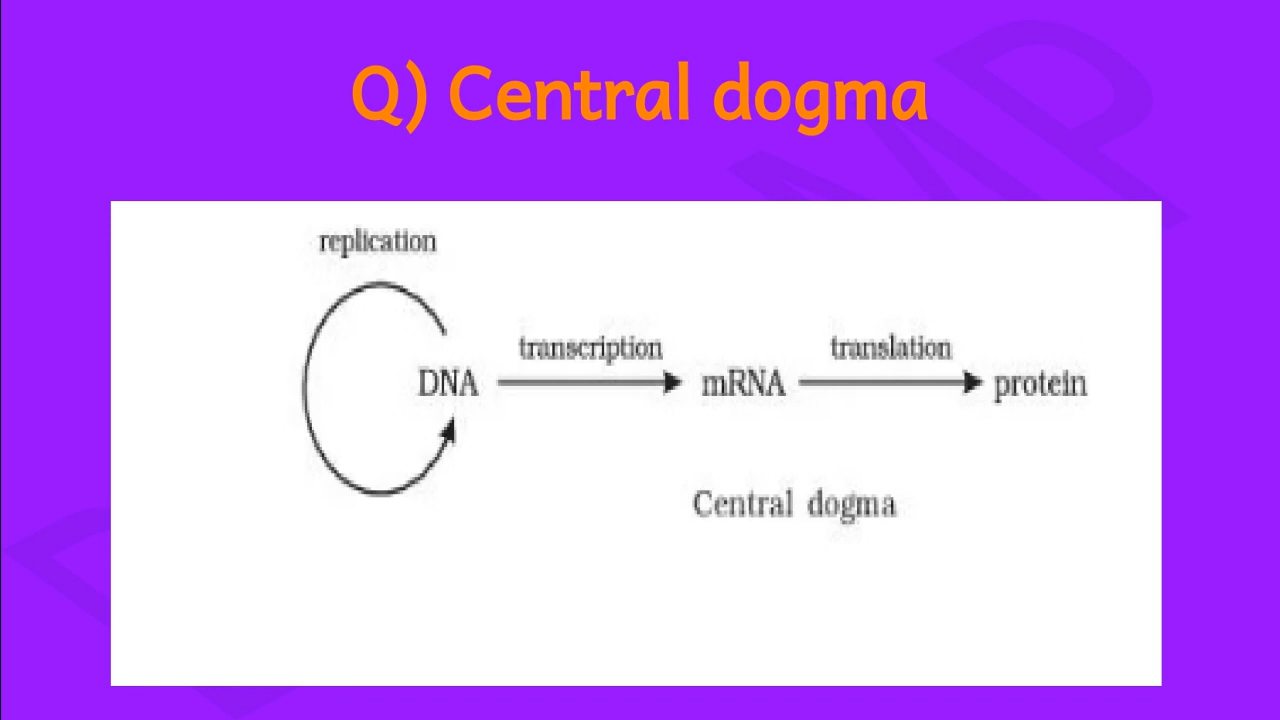 Q) Central dogma
replication
transcription
translation
DNA
mRNA
protein
Central dogma